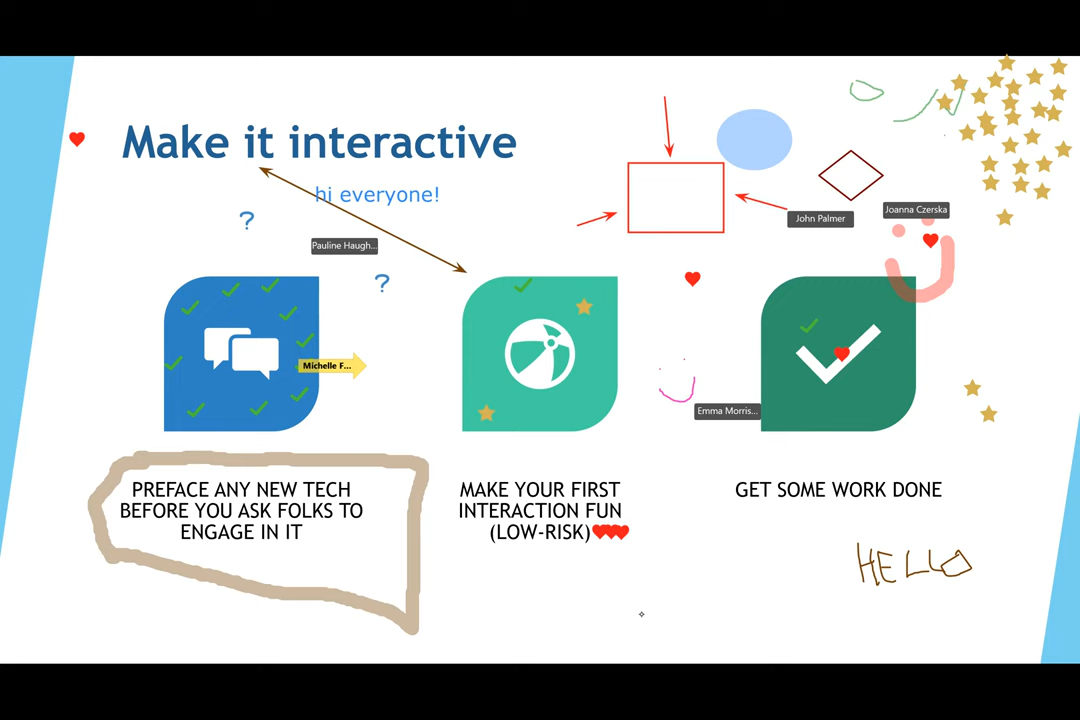 Make it interactive
hi everyone!
?
John Palmer
Joanna Czerska
Pauline Haugh...
?
Michelle F...
Emma Morris...
PREFACE ANY NEW TECH
BEFORE YOU ASK FOLKS TO
ENGAGE IN IT
MAKE YOUR FIRST
INTERACTION FUN
(LOW-RISK)
GET SOME WORK DONE
HELLO